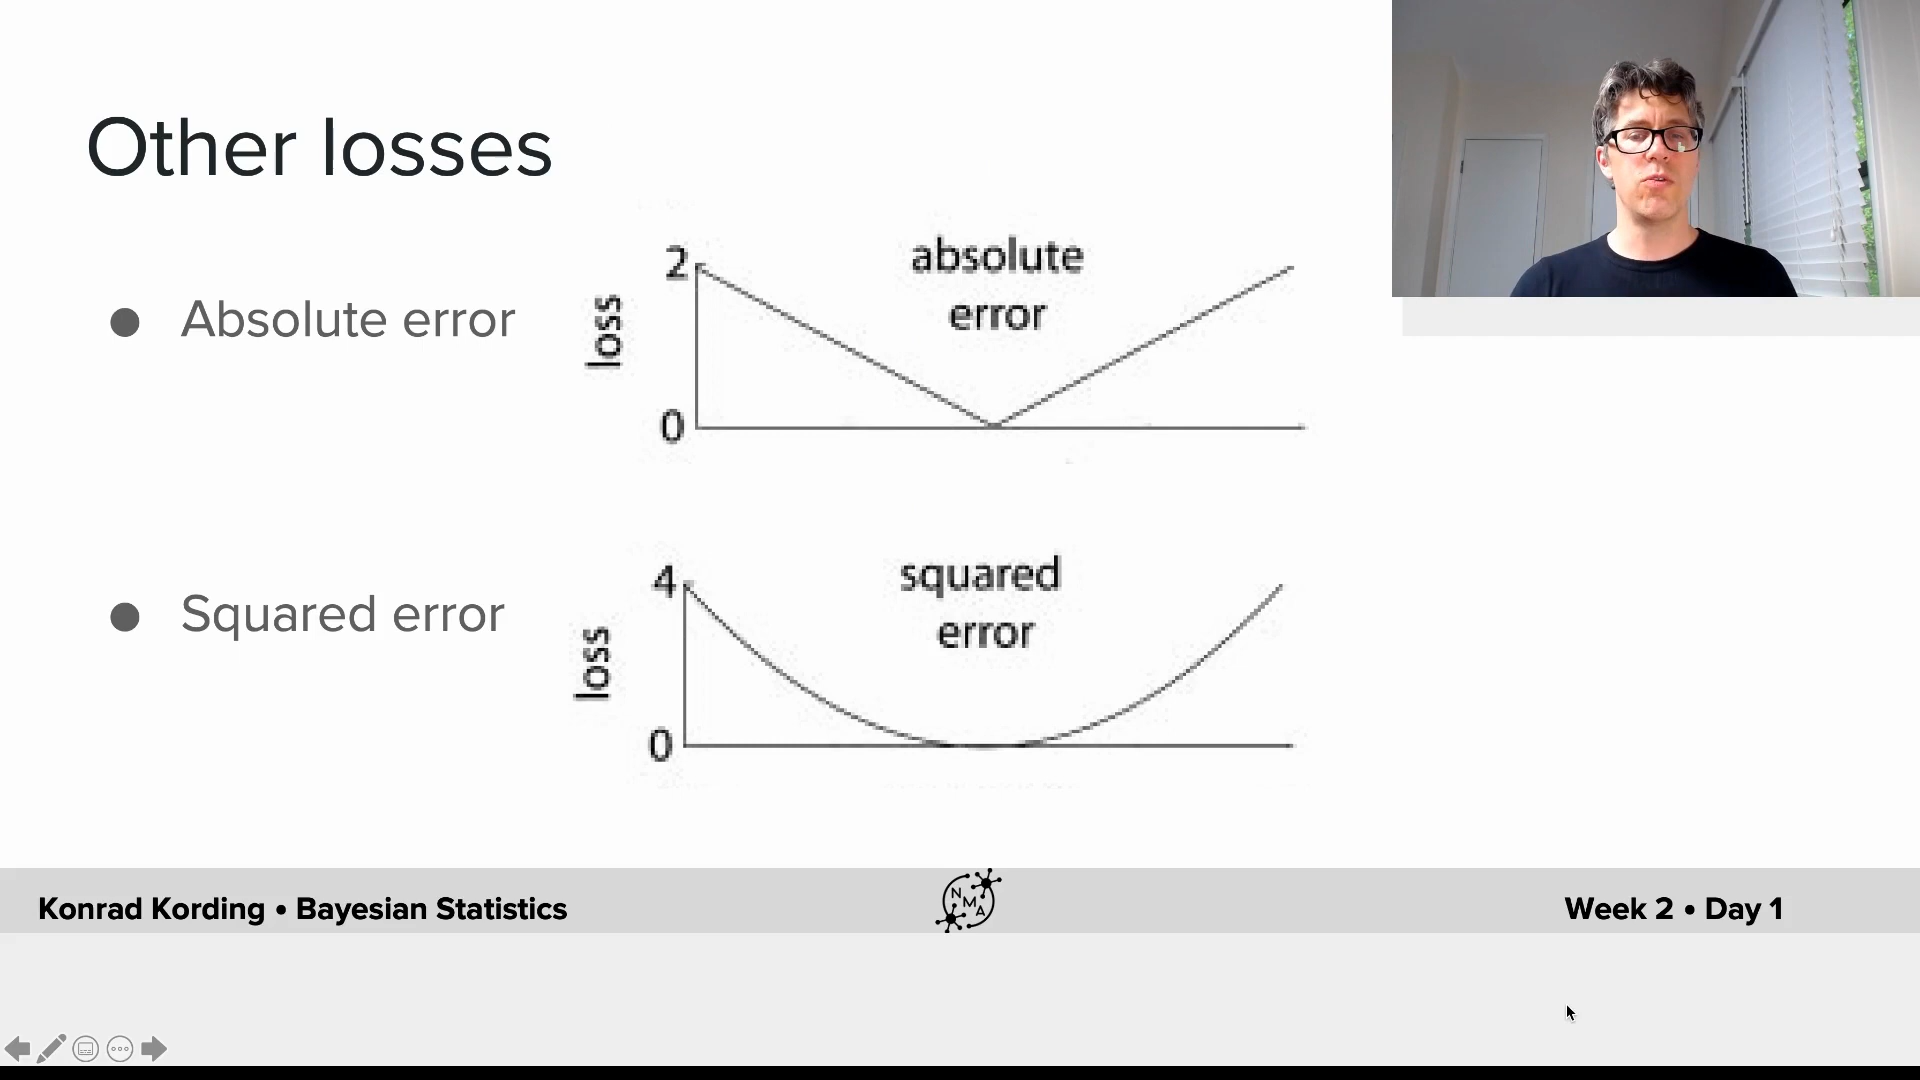 Other losses
Absolute error
2
absolute
error
loss
0
Squared error
4
squared
error
loss
0
Konrad Kording • Bayesian Statistics
N
M
A
Week 2 • Day 1